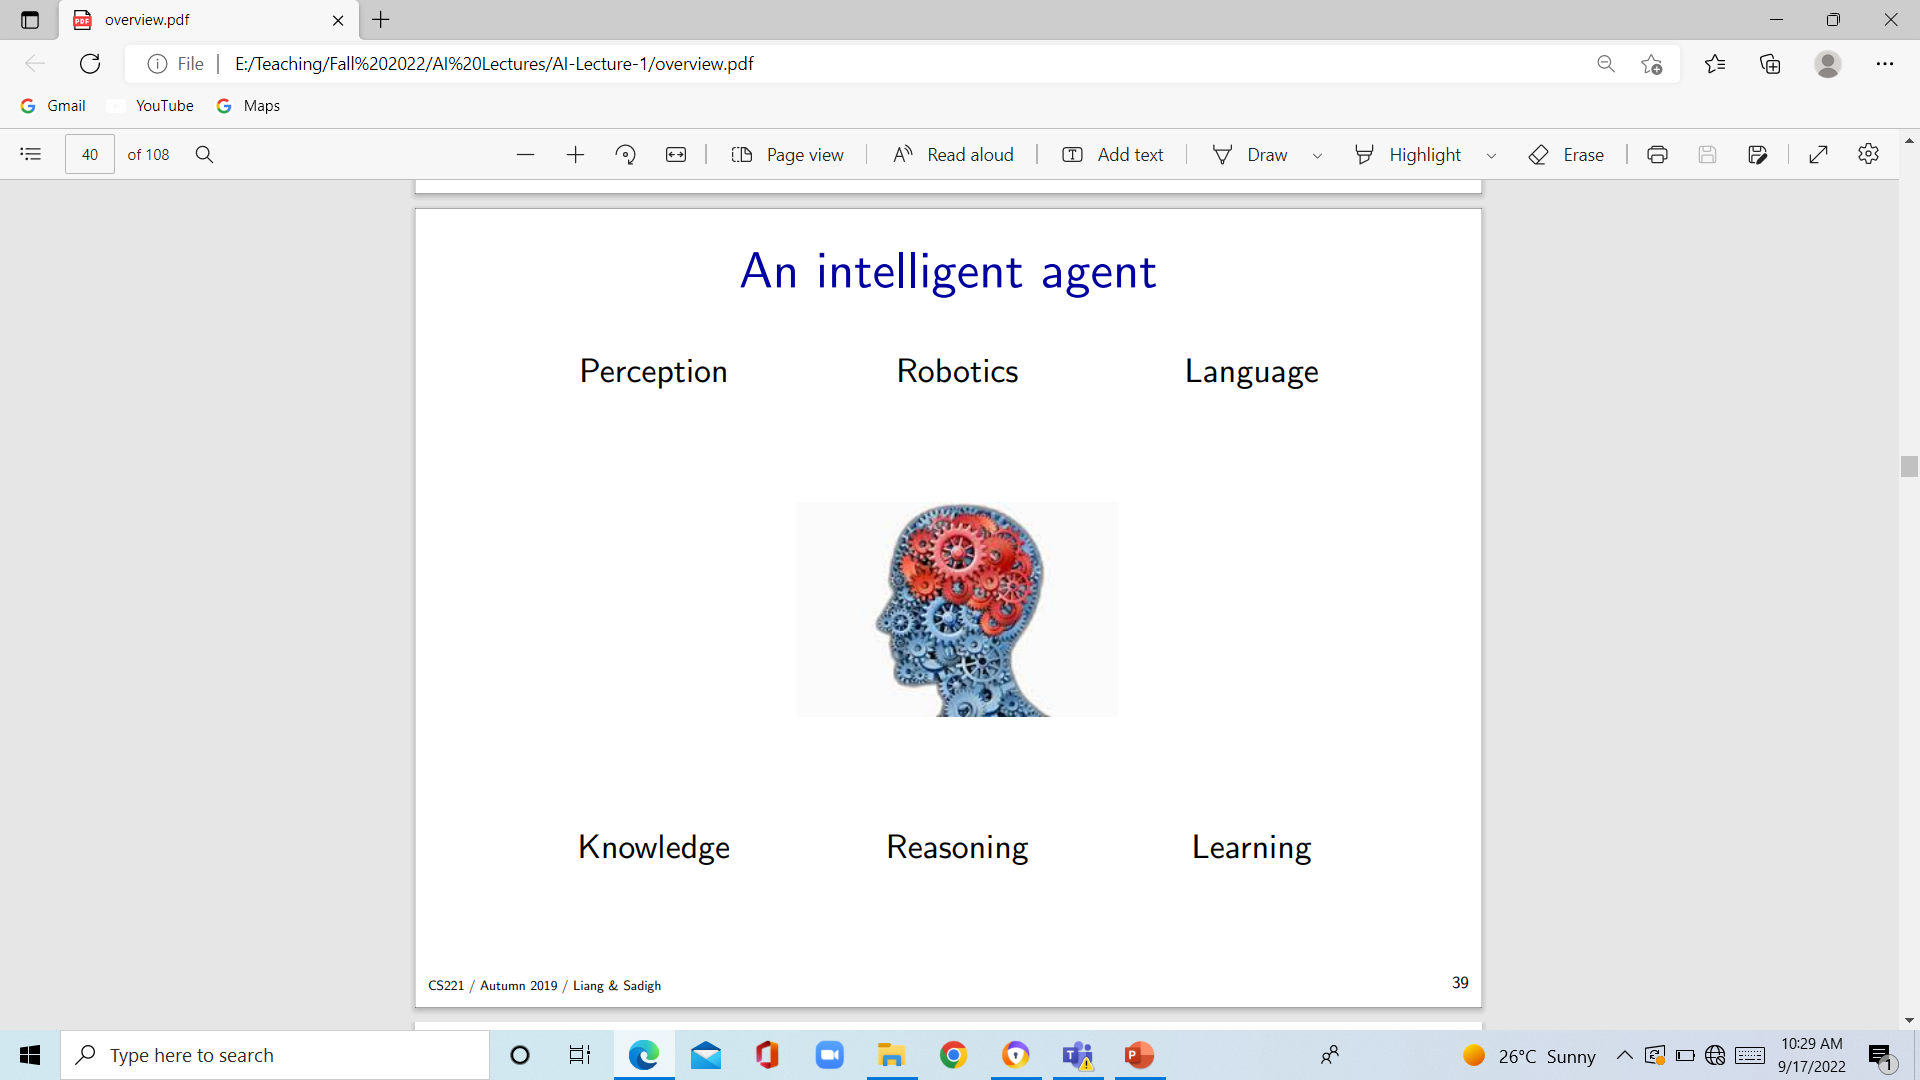 overview.pdf
File E:/Teaching/Fall%202022/AI%20Lectures/AI-Lecture-1/overview.pdf
Gmail YouTube Maps
40 of 108 Page view Read aloud Add text Draw Highlight Erase
An intelligent agent
Perception Robotics Language
Knowledge Reasoning Learning
CS221 / Autumn 2019 / Liang & Sadigh 39
Type here to search 26°C Sunny 10:29 AM
9/17/2022 1